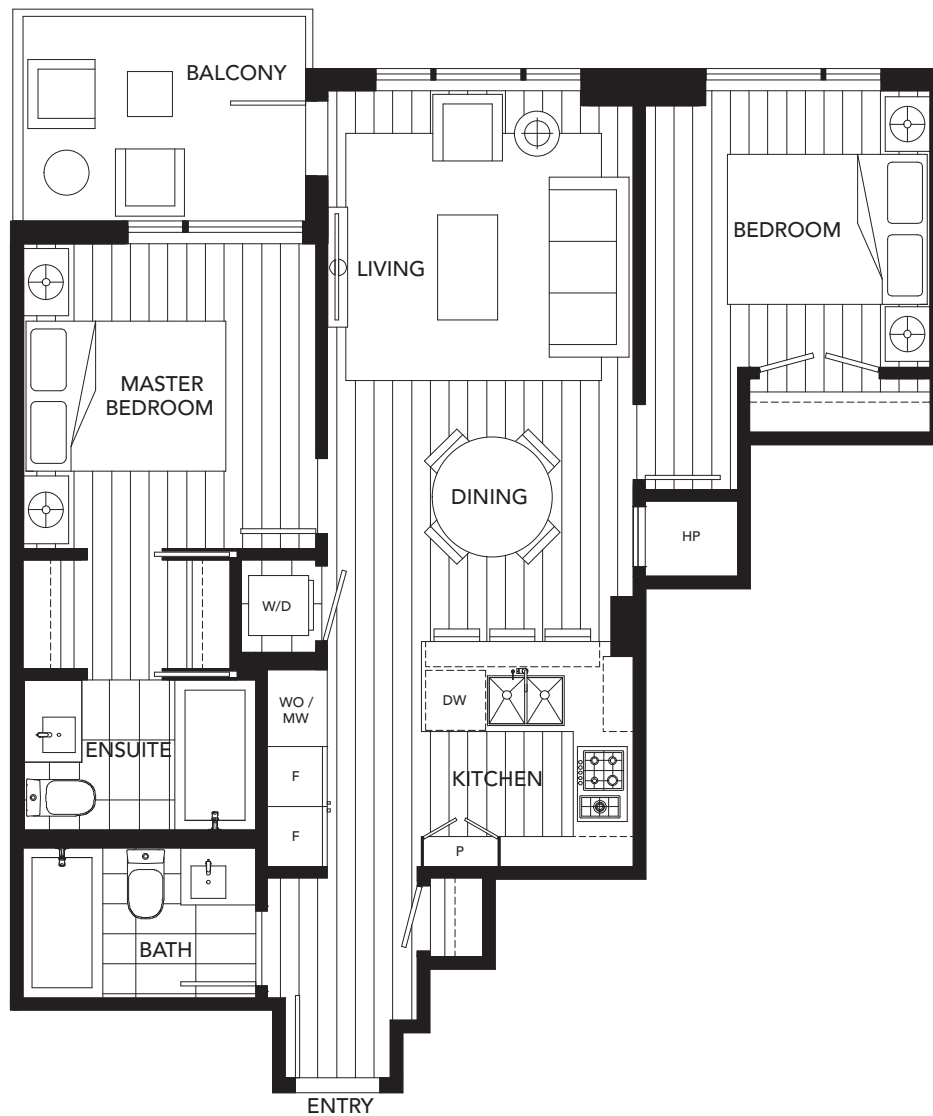 BALCONY
BEDROOM
LIVING
MASTER
BEDROOM
DINING
HP
W/D
WO /
MW
DW
ENSUITE
KITCHEN
F
F
P
BATH
ENTRY